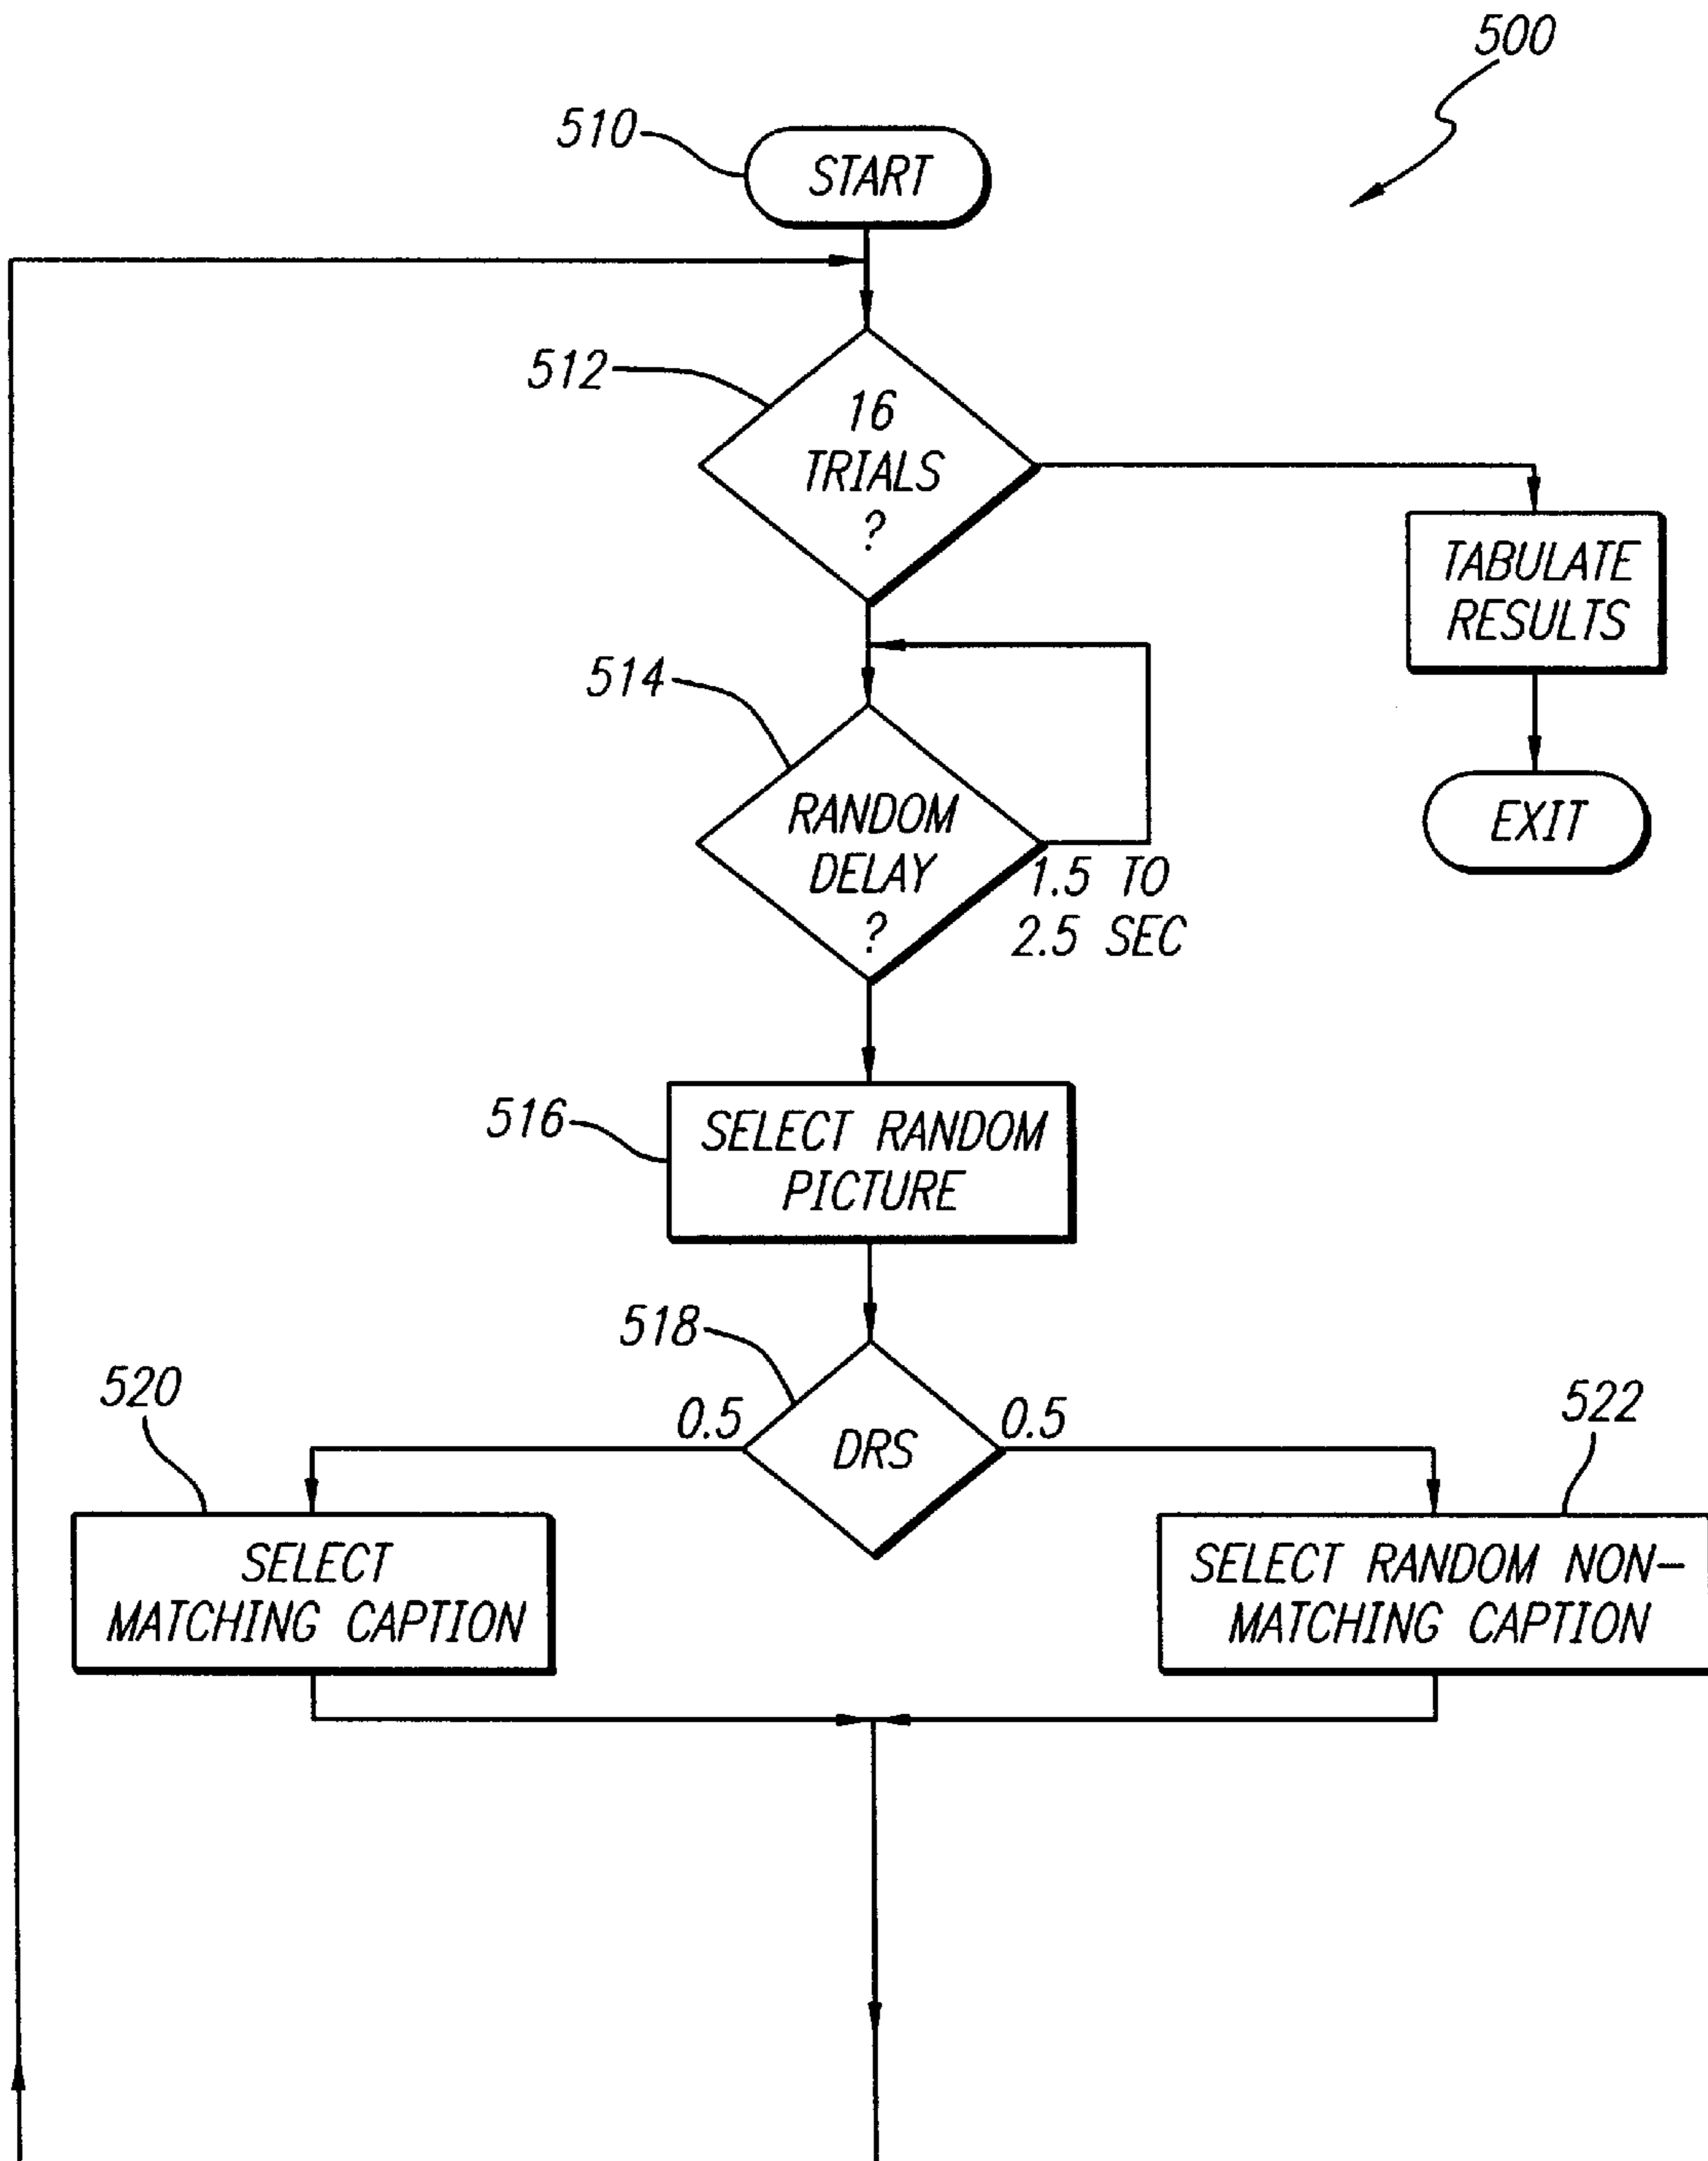 500
510
START
512
16
TRIALS
?
TABULATE
RESULTS
514
RANDOM
DELAY
?
1.5 TO
2.5 SEC
EXIT
516
SELECT RANDOM
PICTURE
518
520
0.5
DRS
0.5
522
SELECT
MATCHING CAPTION
SELECT RANDOM NON-
MATCHING CAPTION